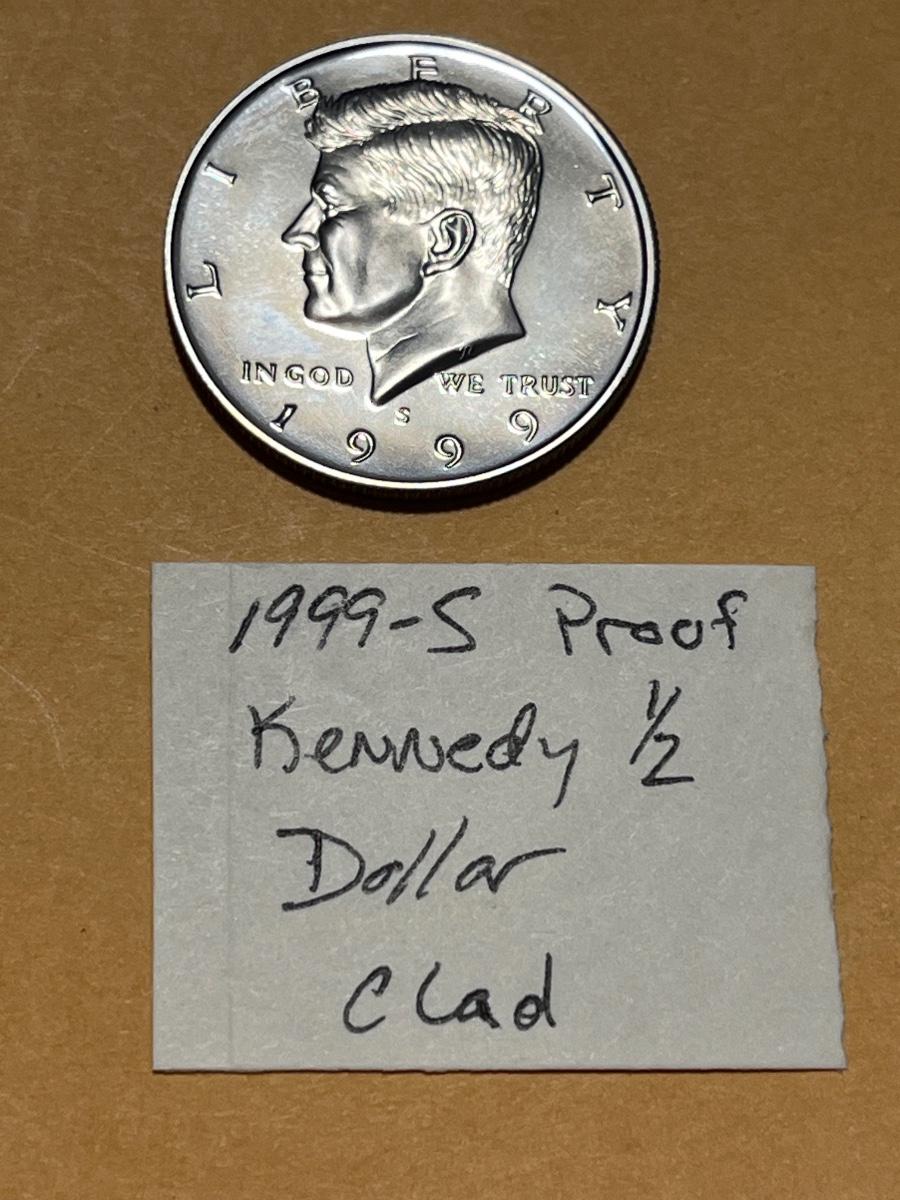 LIBERTY
IN GOD WE TRUST
S
1999
1999-S Proof
Kennedy 1/2
Dollar
Clad